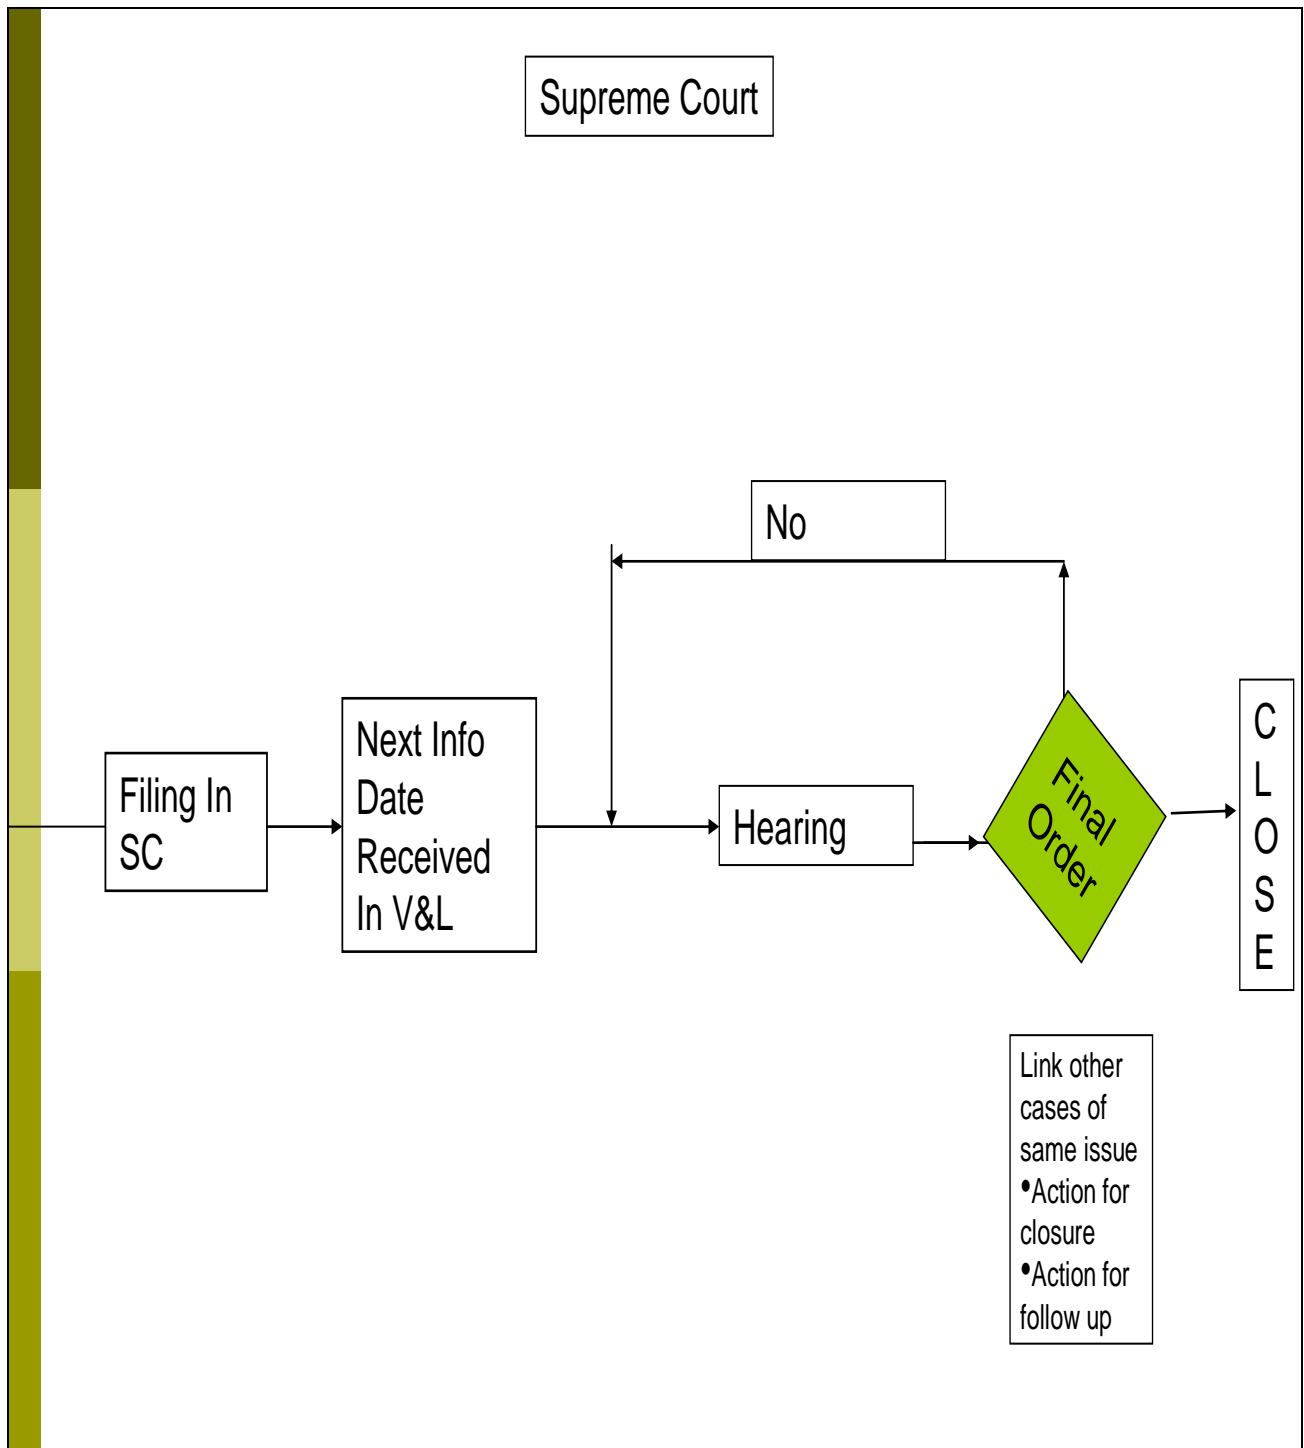 Supreme Court
No
Filing In
SC
Next Info
Date
Received
In V&L
Hearing
Final
Order
C
L
O
S
E
Link other
cases of
same issue
•Action for
closure
•Action for
follow up